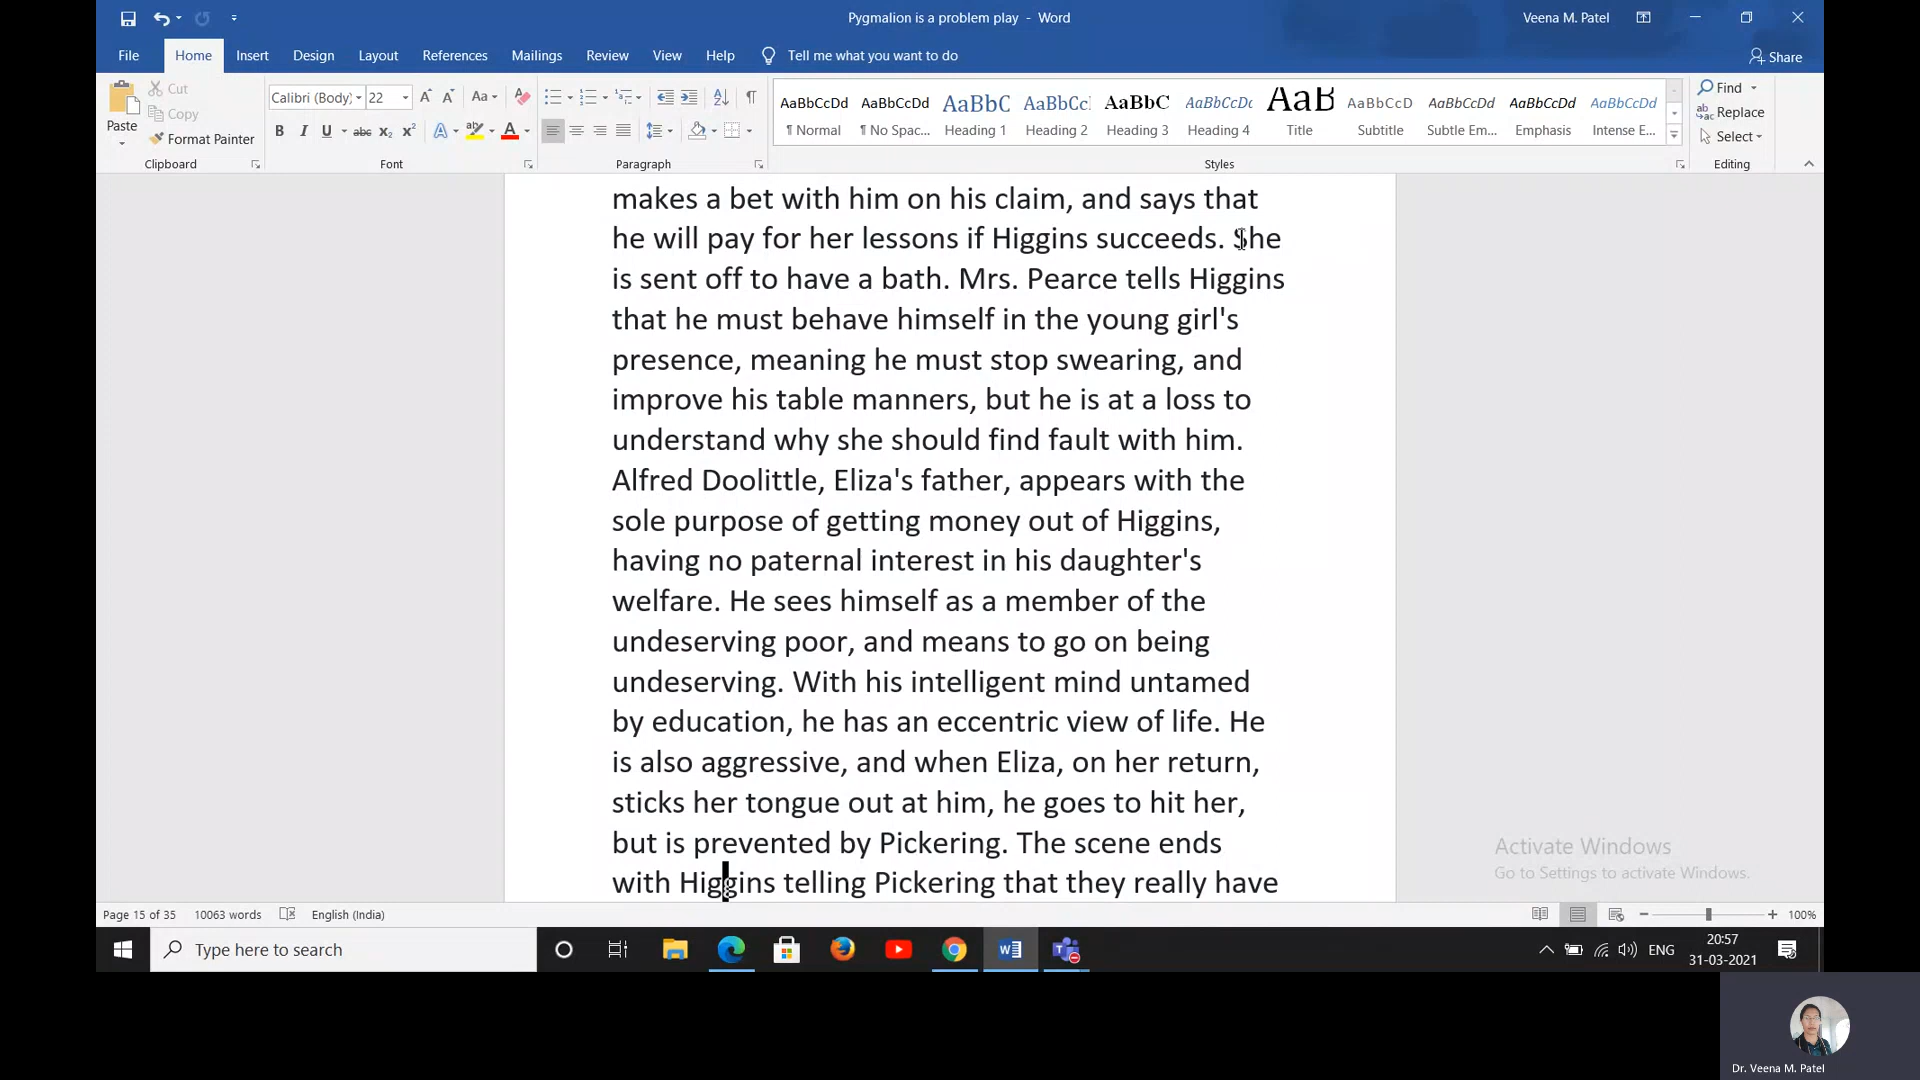 Pygmalion is a problem play - Word
Veena M. Patel
File Home Insert Design Layout References Mailings Review View Help Tell me what you want to do
Share
Paste
Cut
Copy
Format Painter
Clipboard
Calibri (Body) 22
Font
Paragraph
AaBbCcDd AaBbCcDd AaBbC AaBbCc AaBbC AaBbCcDc AaB AaBbCcD AaBbCcDd AaBbCcDd AaBbCcDd
¶ Normal ¶ No Spac... Heading 1 Heading 2 Heading 3 Heading 4 Title Subtitle Subtle Em... Emphasis Intense E...
Styles
Find
Replace
Select
Editing
makes a bet with him on his claim, and says that
he will pay for her lessons if Higgins succeeds. She
is sent off to have a bath. Mrs. Pearce tells Higgins
that he must behave himself in the young girl's
presence, meaning he must stop swearing, and
improve his table manners, but he is at a loss to
understand why she should find fault with him.
Alfred Doolittle, Eliza's father, appears with the
sole purpose of getting money out of Higgins,
having no paternal interest in his daughter's
welfare. He sees himself as a member of the
undeserving poor, and means to go on being
undeserving. With his intelligent mind untamed
by education, he has an eccentric view of life. He
is also aggressive, and when Eliza, on her return,
sticks her tongue out at him, he goes to hit her,
but is prevented by Pickering. The scene ends
with Higgins telling Pickering that they really have
Activate Windows
Go to Settings to activate Windows.
Page 15 of 35 10063 words English (India)
100%
Type here to search
ENG
20:57
31-03-2021
Dr. Veena M. Patel